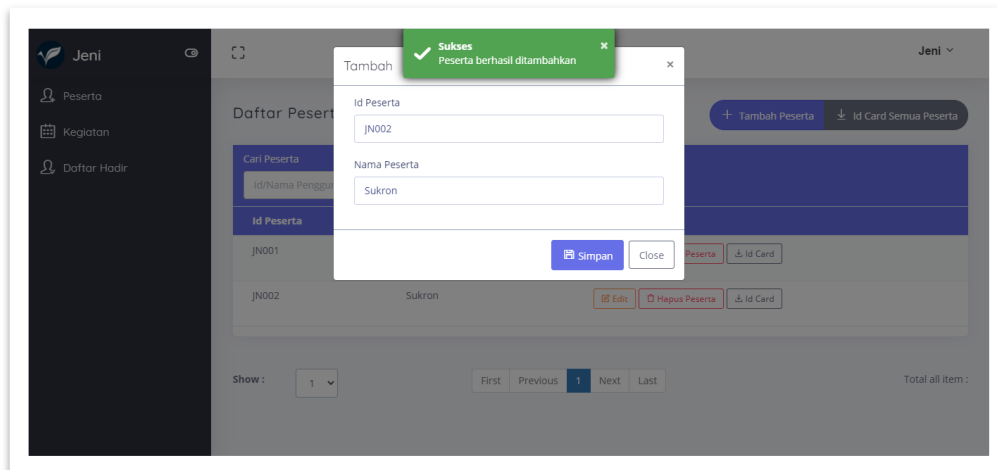 Jeni
Jeni
Peserta
Kegiatan
Daftar Hadir
Sukses
Peserta berhasil ditambahkan
×
Tambah
×
Id Peserta
JN002
Nama Peserta
Sukron
Simpan
Close
Daftar Pesert
+ Tambah Peserta
Id Card Semua Peserta
Cari Peserta
Id/Nama Penggun
Id Peserta
JN001
Peserta
Id Card
JN002
Sukron
Edit
Hapus Peserta
Id Card
Show :
1
First
Previous
1
Next
Last
Total all item :